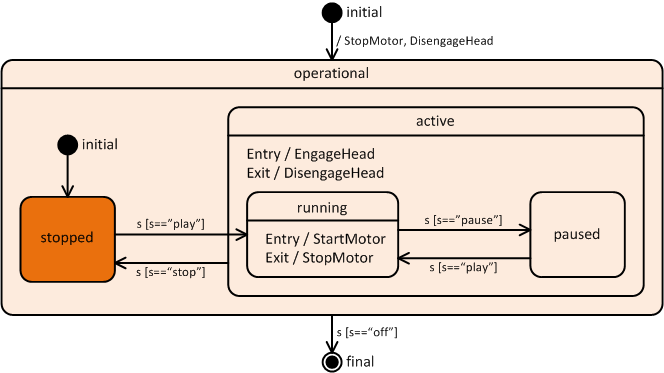 initial
/ StopMotor, DisengageHead
operational
active
initial
Entry / EngageHead
Exit / DisengageHead
running
s [s==”play”]
s [s==”pause”]
stopped
Entry / StartMotor
paused
Exit / StopMotor
s [s==“stop”]
s [s==“play”]
s [s==“off”]
final